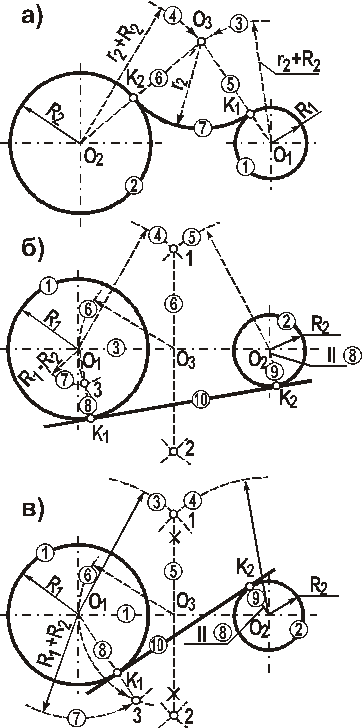 а)
④ O3 ③
r2+R2
K2 ⑥ r2 ⑤ r2+R2
R2 K1 R1
⑦
O2 O1
② ①
б)
④ ⑤
1
①
⑥ ⑥ ②
R1 R2
O1 ③ O3 O2 II ⑧
R1-R2 ⑦ 3 ⑨
⑧ K2
K1 ⑩
2
в)
③ ④
1
①
⑥ ⑤ K2
R1 ⑨ R2
O1 ① O3 O2
R1+R2 ⑧ ⑩ II ⑧ ②
K1
⑦ 3 2